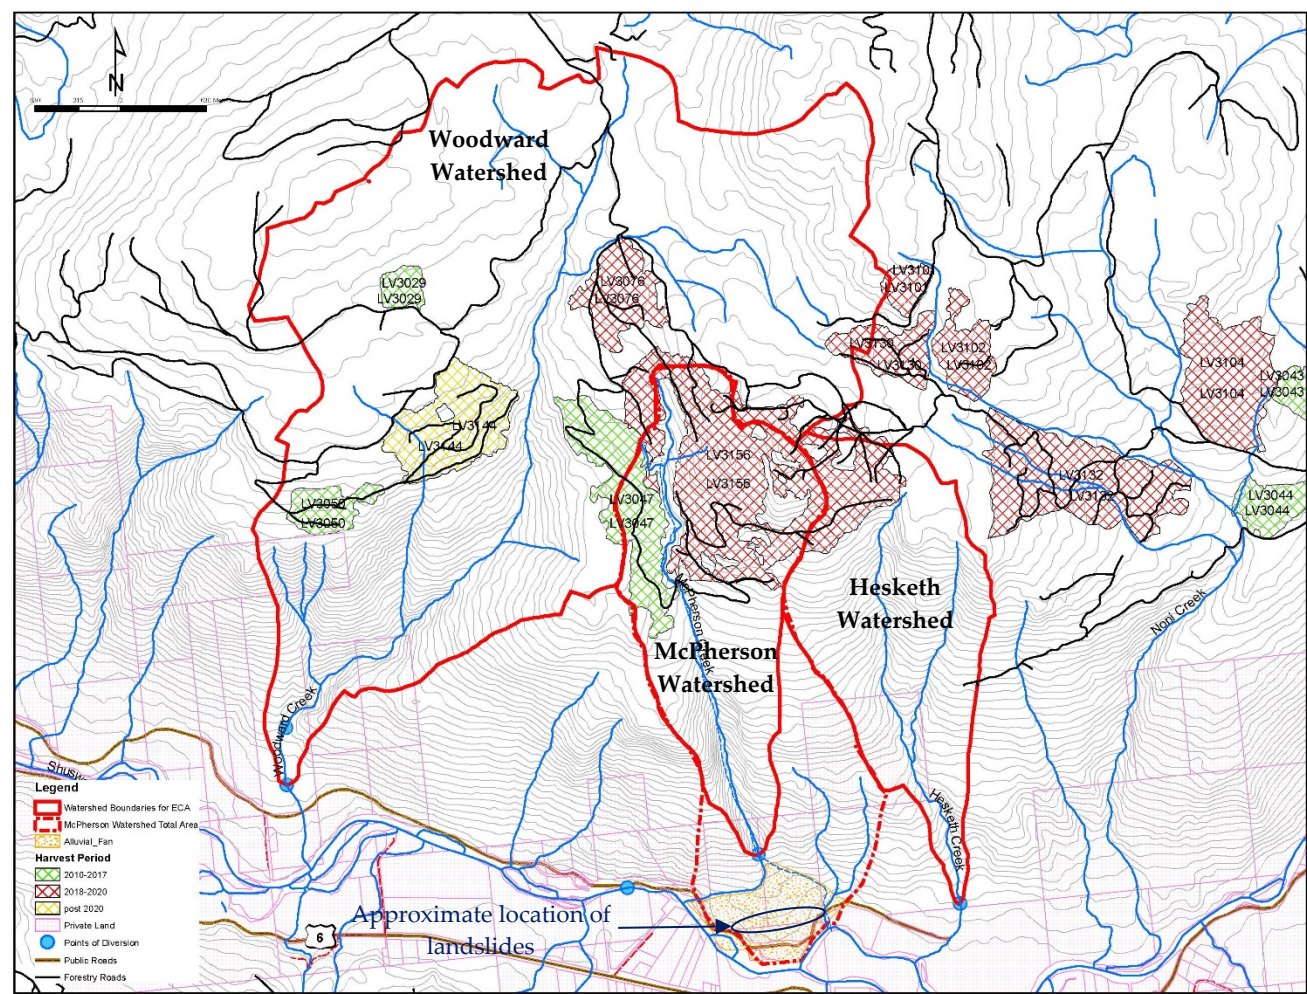 N
630 315 0
Woodward
Watershed
LV3029
LV3029
LV3076
LV3076
LV3101
LV3130
LV3130
LV3102
LV3102
LV3104
LV3104
LV3043
LV3043
LV3144
LV3144
LV3156
LV3156
LV3132
LV3132
LV3050
LV3047
LV3047
LV3044
LV3044
Hesketh
Watershed
McPherson
Watershed
McPherson Creek
Noni Creek
Woodward Creek
Hesketh Creek
Legend
Watershed Boundaries for ECA
McPherson Watershed Total Area
Alluvial_Fan
Harvest Period
2010-2017
2018-2020
post 2020
Private Land
Points of Diversion
Public Roads
Forestry Roads
6
Approximate location of
landslides